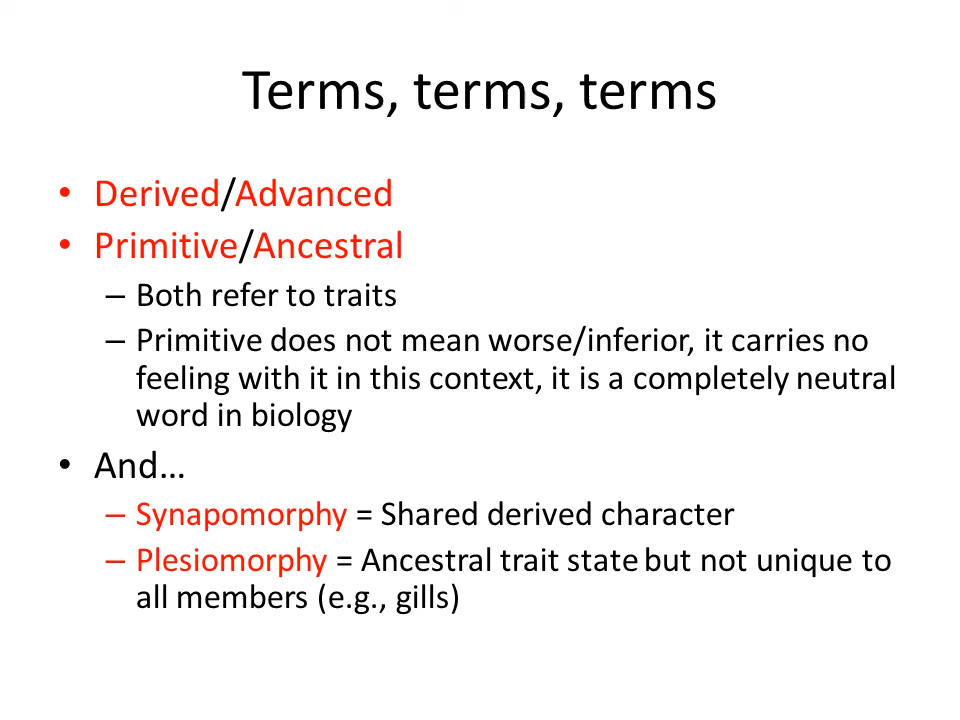 Terms, terms, terms
• Derived/Advanced
• Primitive/Ancestral
– Both refer to traits
– Primitive does not mean worse/inferior, it carries no
feeling with it in this context, it is a completely neutral
word in biology
• And…
– Synapomorphy = Shared derived character
– Plesiomorphy = Ancestral trait state but not unique to
all members (e.g., gills)